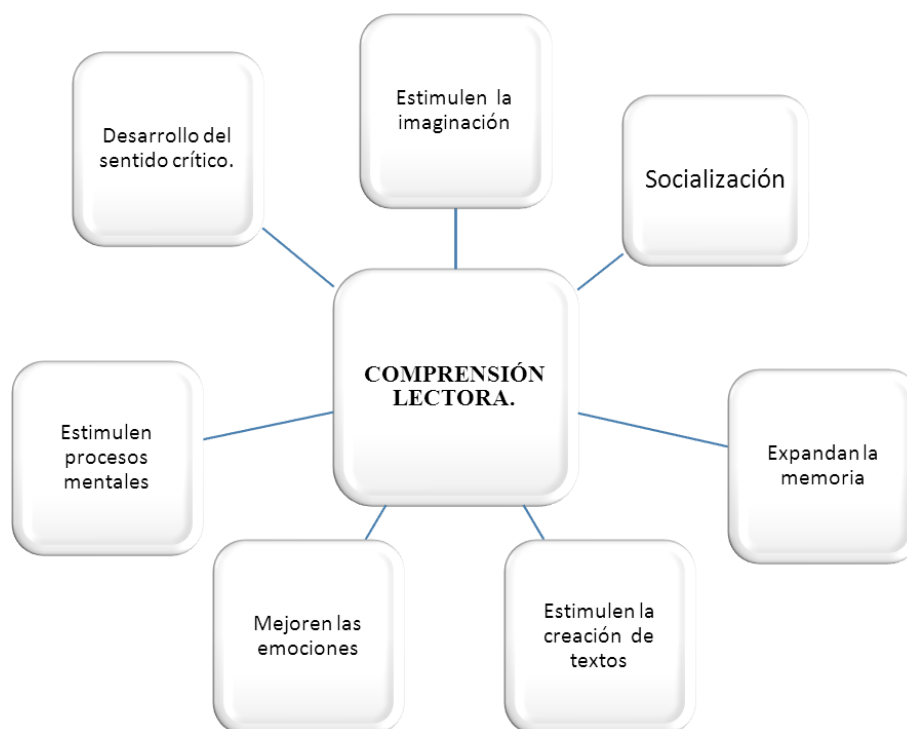 Estimulen la
imaginación
Desarrollo del
sentido crítico.
Socialización
COMPRENSIÓN
LECTORA.
Estimulen
procesos
mentales
Expandan la
memoria
Mejoren las
emociones
Estimulen la
creación de
textos